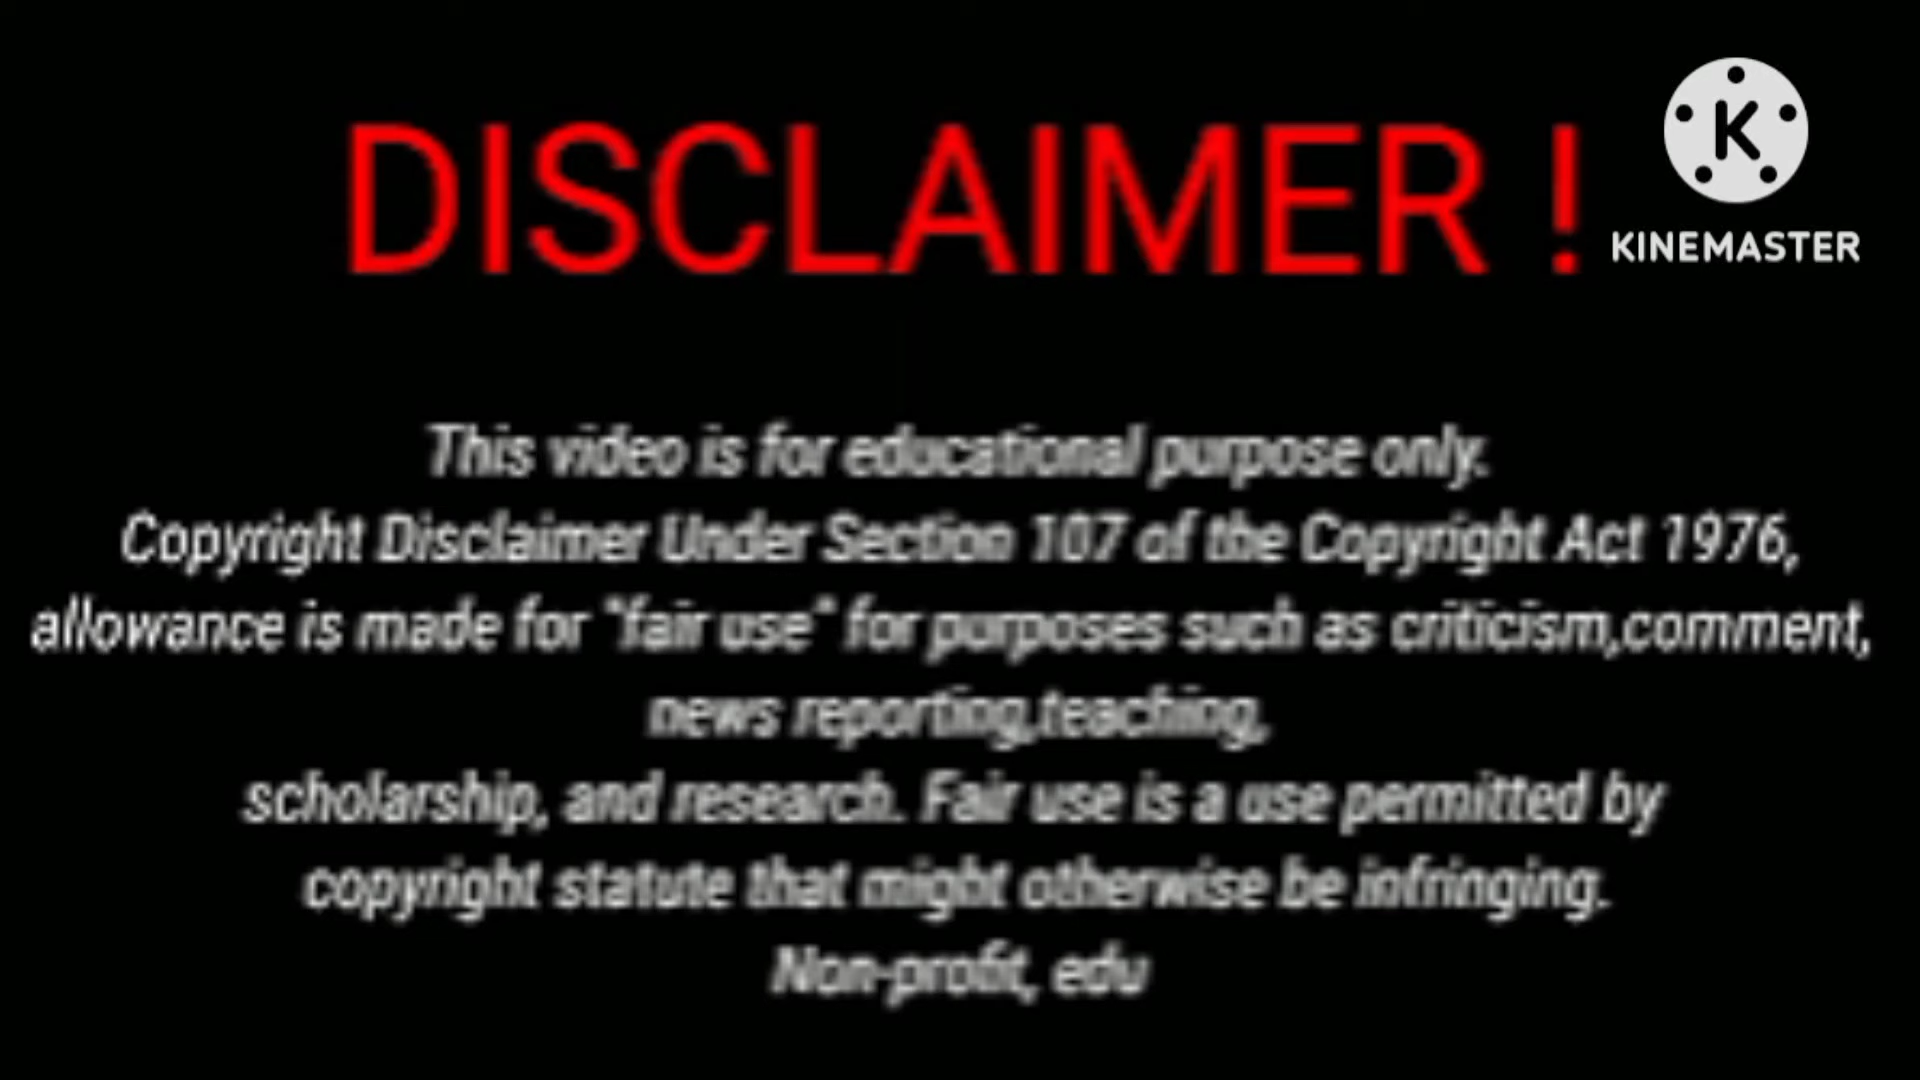 DISCLAIMER !
K
KINEMASTER
This video is for educational purpose only.
Copyright Disclaimer Under Section 107 of the Copyright Act 1976,
allowance is made for "fair use" for purposes such as criticism,comment,
news reporting,teaching,
scholarship, and research. Fair use is a use permitted by
copyright statute that might otherwise be infringing.
Non-profit, edu